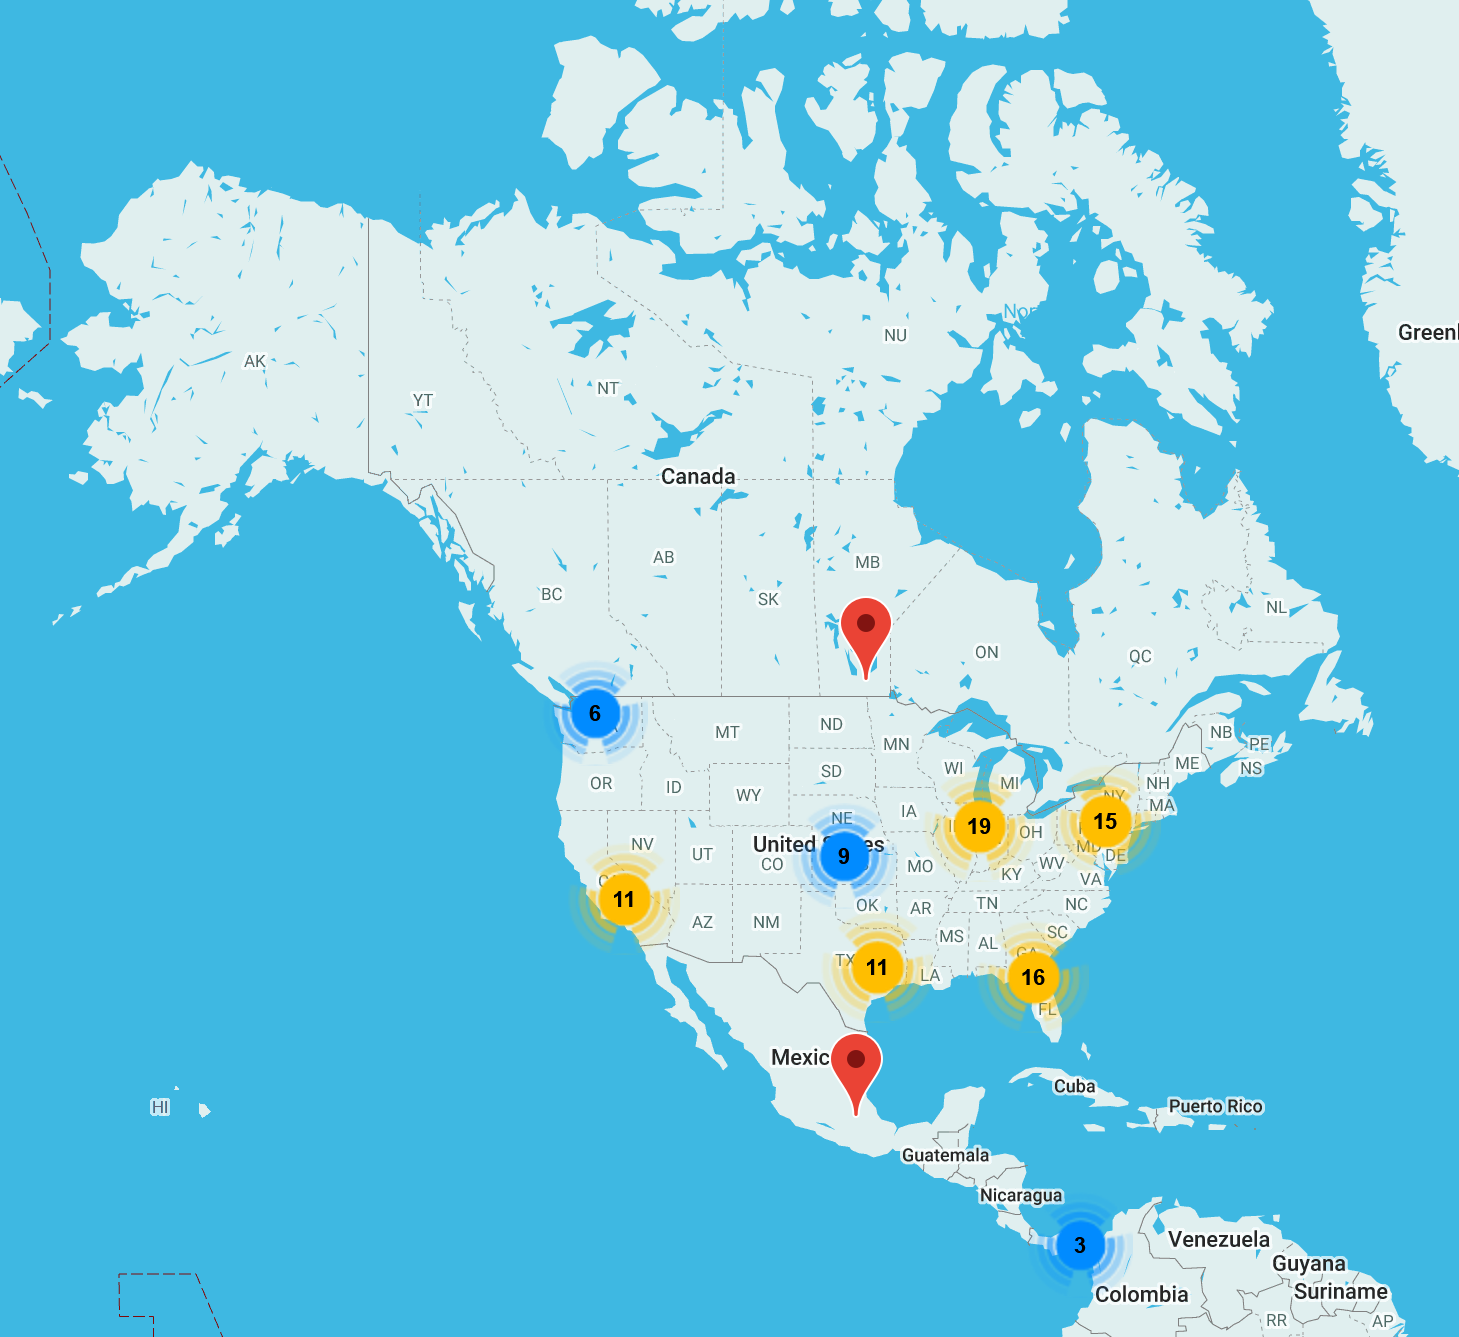 Nor
NU
Greenl
AK
NT
YT
Canada
AB
MB
BC
SK
NL
ON
QC
6
ND
MT
NB
PE
MN
ME
NS
WI
SD
MI
NH
OR
ID
WY
NY
MA
IA
NE
15
19
OH
United
es
NV
MD
UT
9
DE
CO
MO
WV
KY
VA
11
OK
AR
TN
NC
AZ
NM
MS
AL
SC
GA
TX
11
LA
16
FL
Mexic
Cuba
HI
Puerto Rico
Guatemala
Nicaragua
3
Venezuela
Guyana
Colombia
Suriname
RR
AP